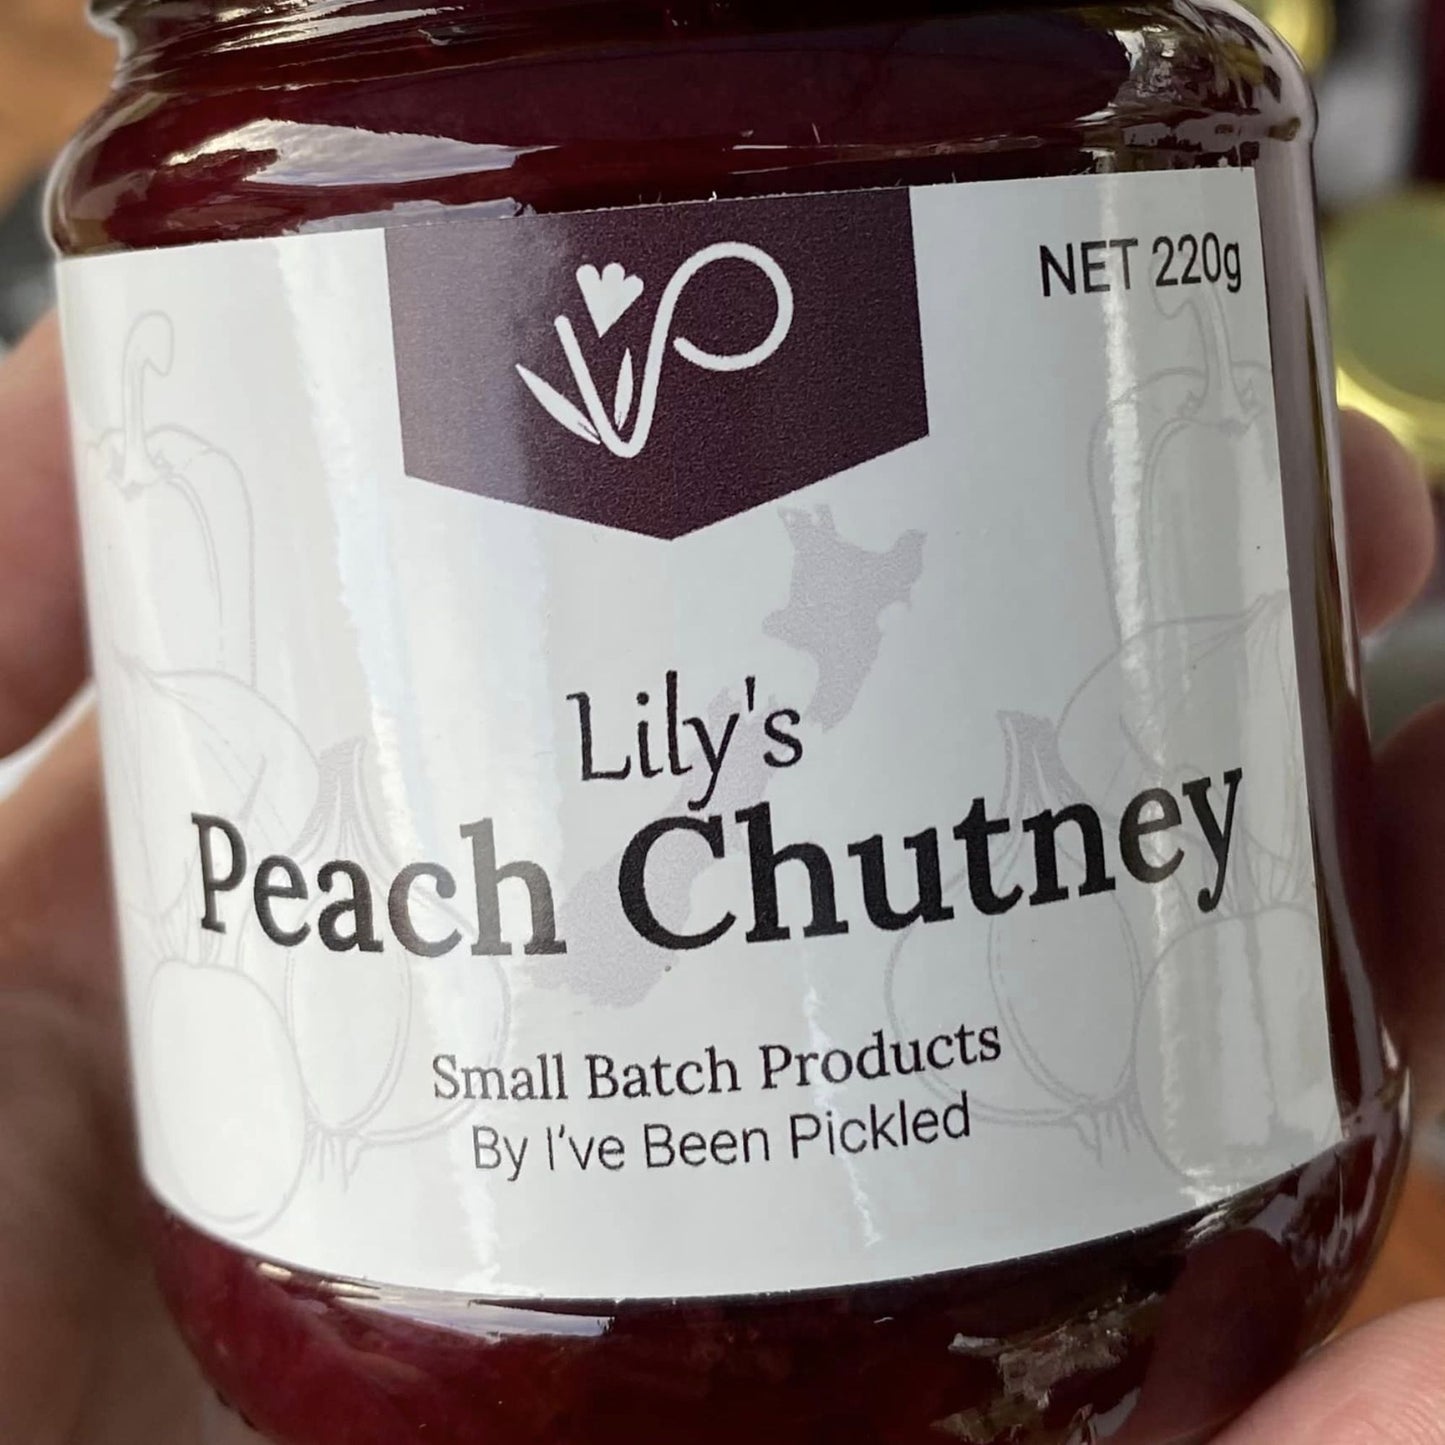 NET 220g
Lily's
Peach Chutney
Small Batch Products
By I've Been Pickled